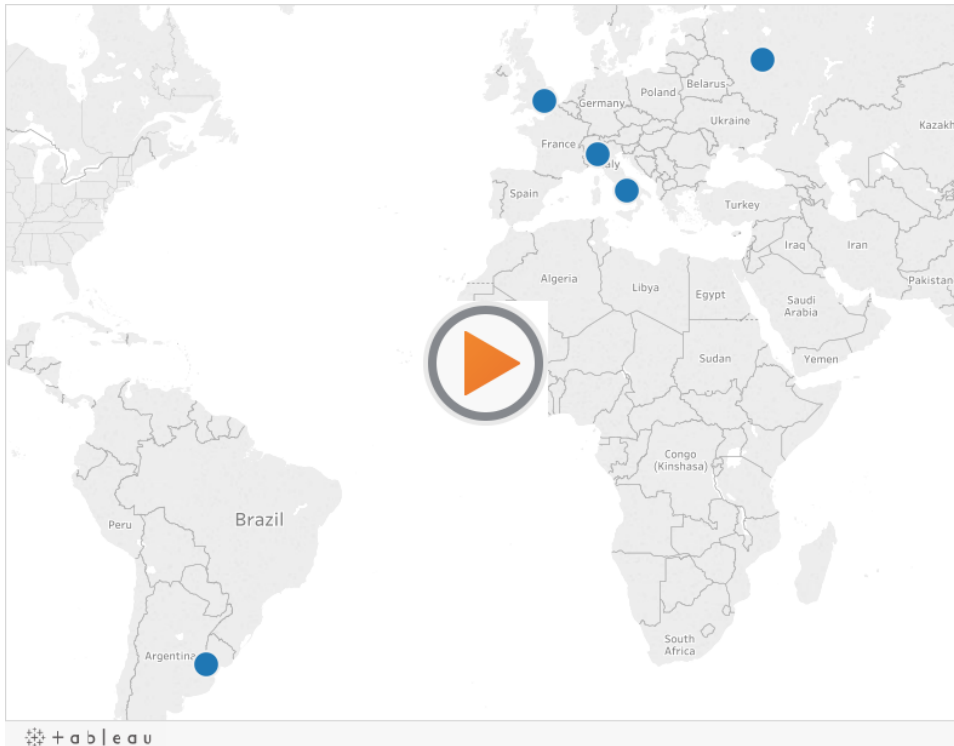 Belarus
Poland
Germany
Ukraine
Kazakh
France
aly
Spain
Turkey
Iraq
Iran
Pakistan
Algeria
Libya
Egypt
Saudi
Arabia
Sudan
Yemen
Congo
(Kinshasa)
Brazil
Peru
South
Africa
Argentina
+ a b | e a u